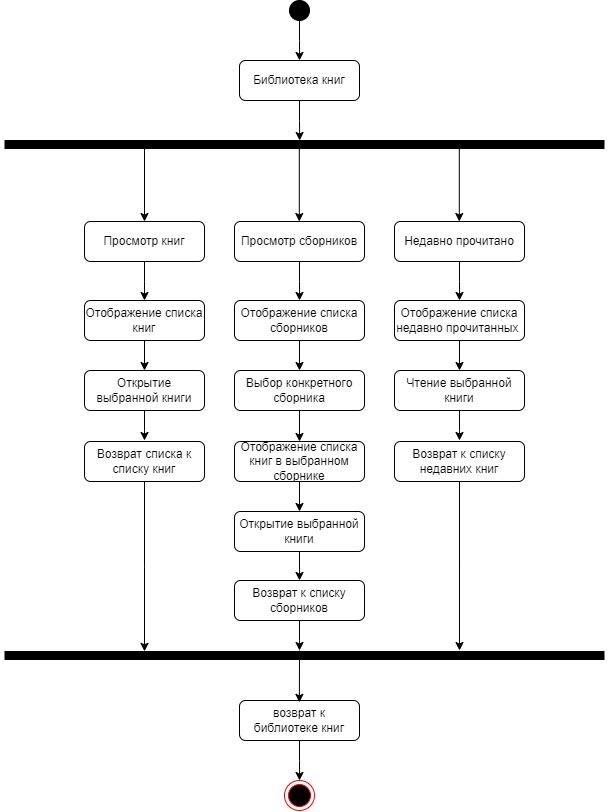 Библиотека книг
Просмотр книг
Просмотр сборников
Недавно прочитано
Отображение списка
книг
Отображение списка
сборников
Отображение списка
недавно прочитанных
Открытие
выбранной книги
Выбор конкретного
сборника
Чтение выбранной
книги
Возврат списка к
списку книг
Отображение списка
книг в выбранном
сборнике
Возврат к списку
недавних книг
Открытие выбранной
книги
Возврат к списку
сборников
возврат к
библиотеке книг